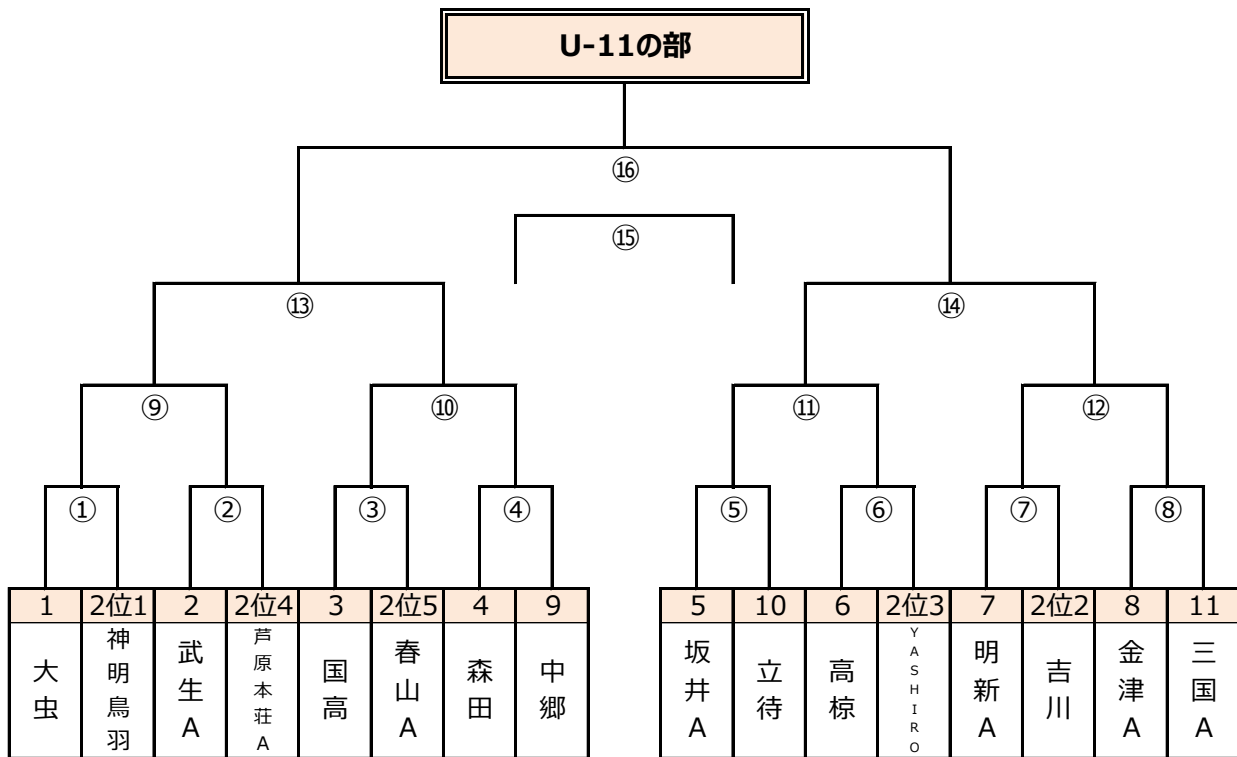 U-11の部
⑯
⑮
⑬ ⑭
⑨ ⑩ ⑪ ⑫
① ② ③ ④ ⑤ ⑥ ⑦ ⑧
1 2位1 2 2位4 3 2位5 4 9 5 10 6 2位3 7 2位2 8 11
大虫 神明鳥羽 武生A 芦原本荘A 国高 春山A 森田 中郷 坂井A 立待 高椋 YASHIRO 明新A 吉川 金津A 三国A